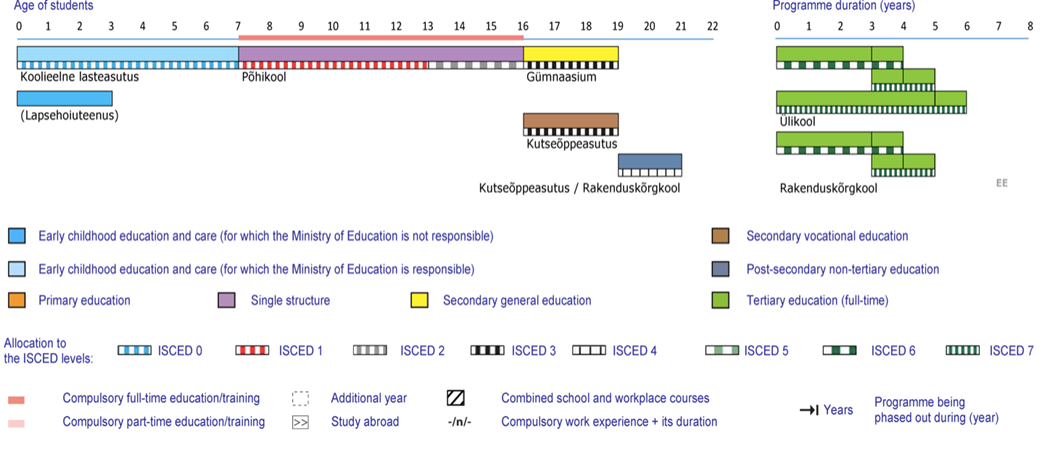 Age of students
Programme duration (years)
0 1 2 3 4 5 6 7 8 9 10 11 12 13 14 15 16 17 18 19 20 21 22
0 1 2 3 4 5 6 7 8
Koolieelne lasteasutus
Põhikool
Gümnaasium
(Lapsehoiuteenus)
Ülikool
Kutseõppeasutus
Kutseõppeasutus / Rakenduskõrgkool
Rakenduskõrgkool
EE
Early childhood education and care (for which the Ministry of Education is not responsible)
Secondary vocational education
Early childhood education and care (for which the Ministry of Education is responsible)
Post-secondary non-tertiary education
Primary education
Single structure
Secondary general education
Tertiary education (full-time)
Allocation to
the ISCED levels:
ISCED 0
ISCED 1
ISCED 2
ISCED 3
ISCED 4
ISCED 5
ISCED 6
ISCED 7
Compulsory full-time education/training
Additional year
Combined school and workplace courses
Years
Programme being
phased out during (year)
Compulsory part-time education/training
>> Study abroad
-/n/- Compulsory work experience + its duration